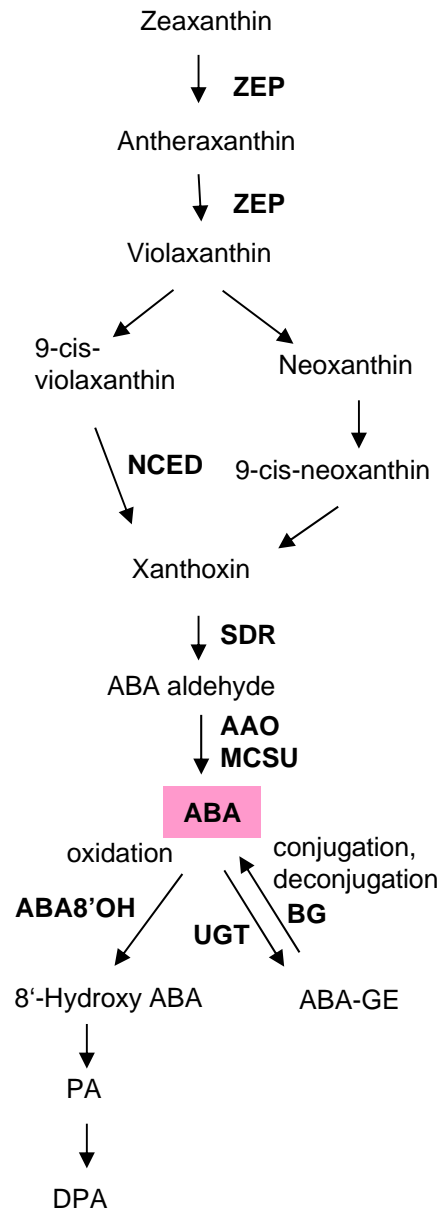 Zeaxanthin
ZEP
Antheraxanthin
ZEP
Violaxanthin
9-cis-
violaxanthin
Neoxanthin
NCED
9-cis-neoxanthin
Xanthoxin
SDR
ABA aldehyde
AAO
MCSU
ABA
oxidation
conjugation,
deconjugation
ABA8’OH
UGT
BG
8‘-Hydroxy ABA
ABA-GE
PA
DPA